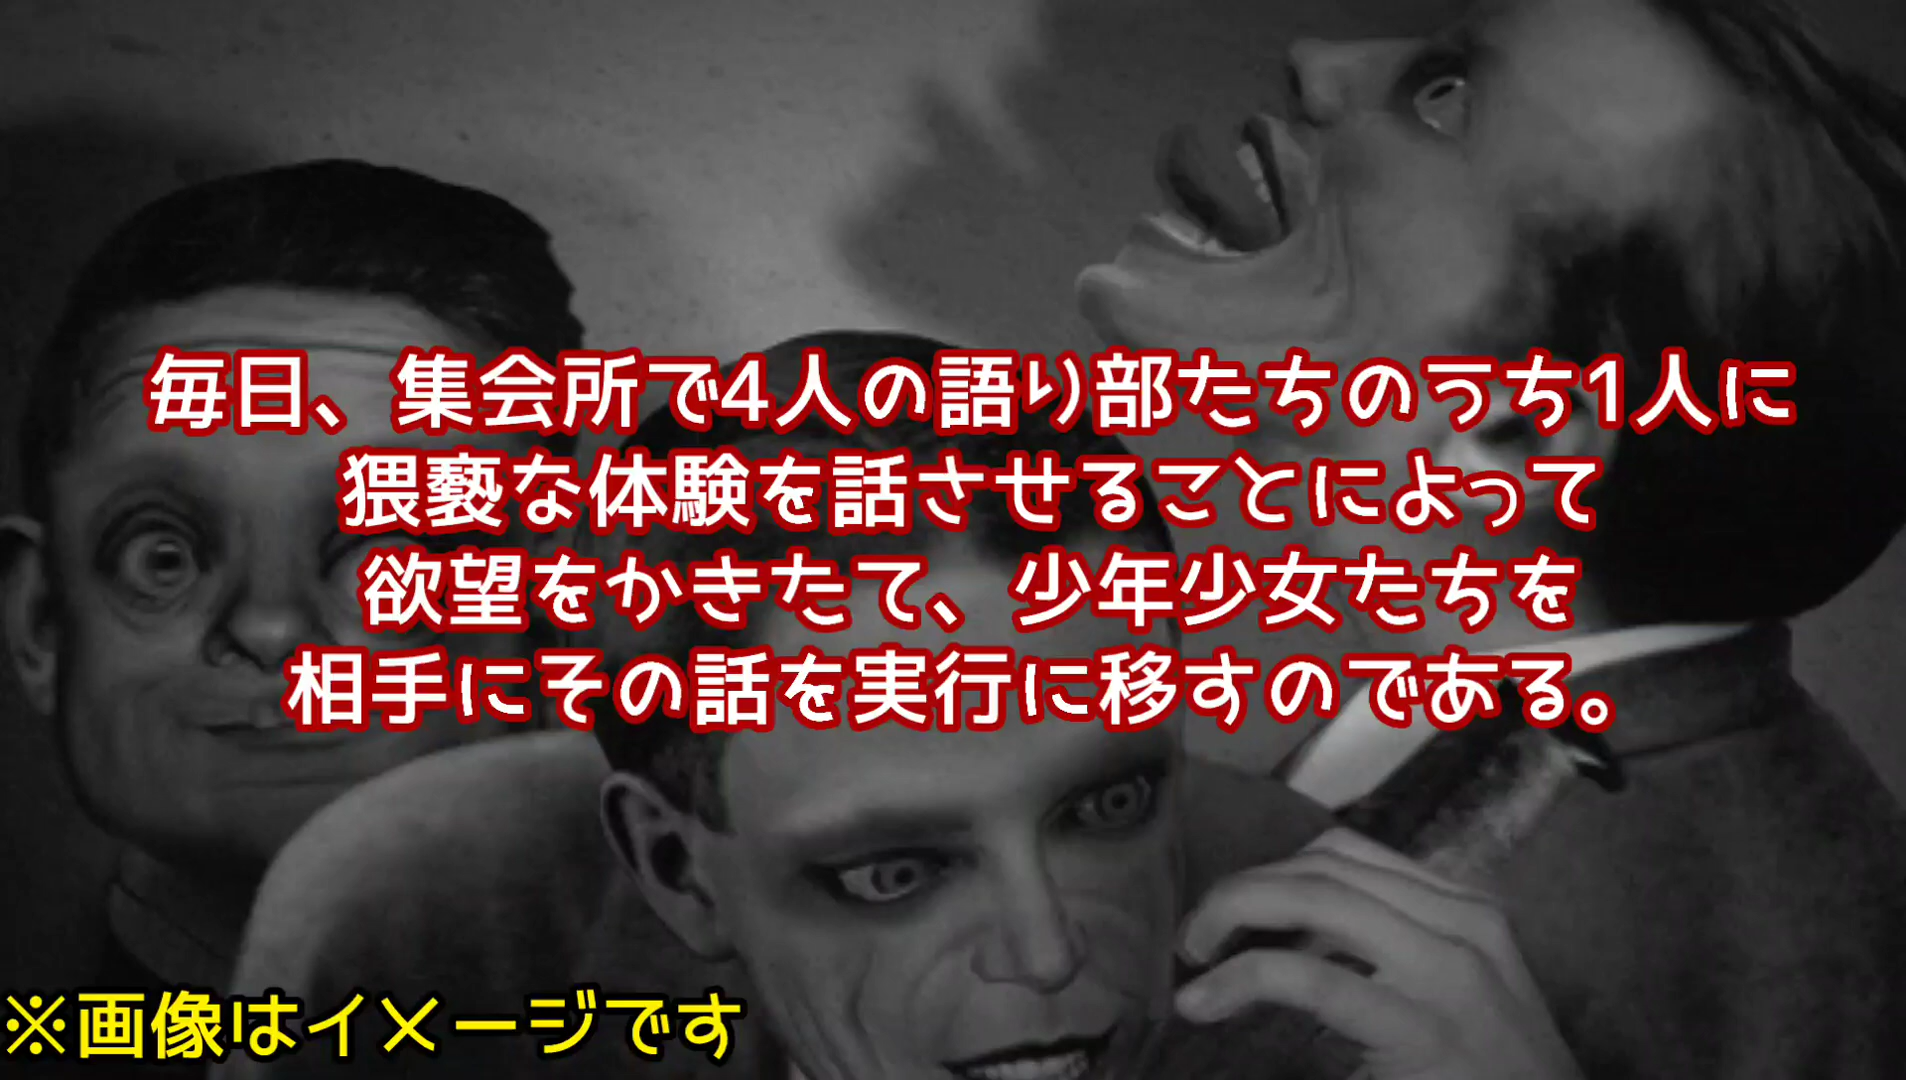 毎日、集会所で4人の語り部たちのうち1人に
猥褻な体験を話させることによって
欲望をかきたて、少年少女たちを
相手にその話を実行に移すのである。
※画像はイメージです